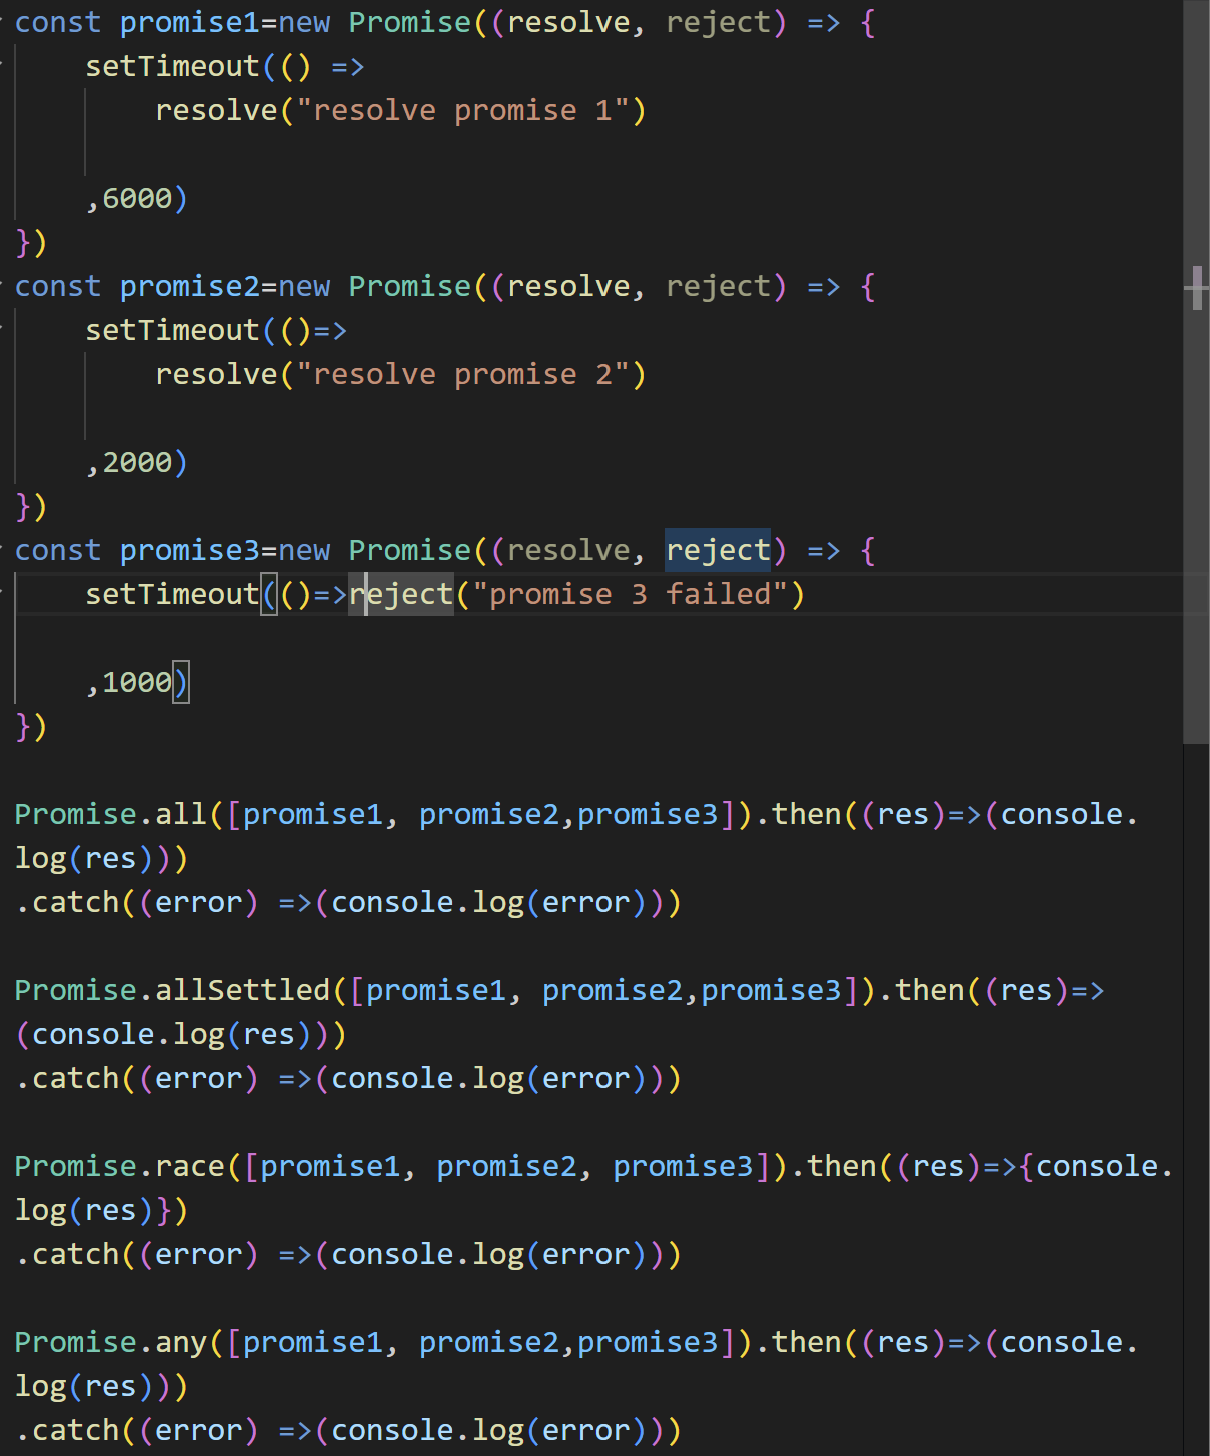 const promise1=new Promise((resolve, reject) => {
    setTimeout(() =>
        resolve("resolve promise 1")
    ,6000)
})
const promise2=new Promise((resolve, reject) => {
    setTimeout(()=>
        resolve("resolve promise 2")
    ,2000)
})
const promise3=new Promise((resolve, reject) => {
    setTimeout(()=>reject("promise 3 failed")
    ,1000)
})
Promise.all([promise1, promise2,promise3]).then((res)=>(console.
log(res)))
.catch((error) =>(console.log(error)))
Promise.allSettled([promise1, promise2,promise3]).then((res)=>
(console.log(res)))
.catch((error) =>(console.log(error)))
Promise.race([promise1, promise2, promise3]).then((res)=>{console.
log(res)})
.catch((error) =>(console.log(error)))
Promise.any([promise1, promise2,promise3]).then((res)=>(console.
log(res)))
.catch((error) =>(console.log(error)))